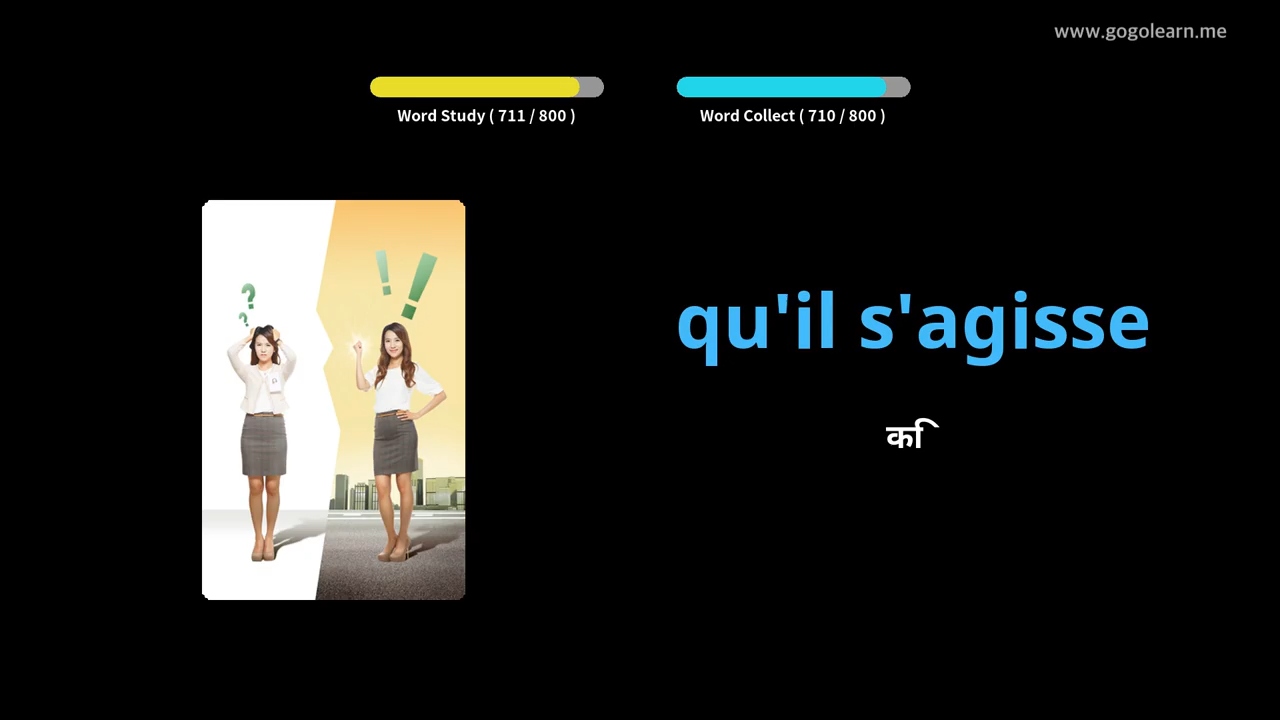 www.gogolearn.me
Word Study ( 711 / 800 )
Word Collect ( 710 / 800 )
qu'il s'agisse
कि